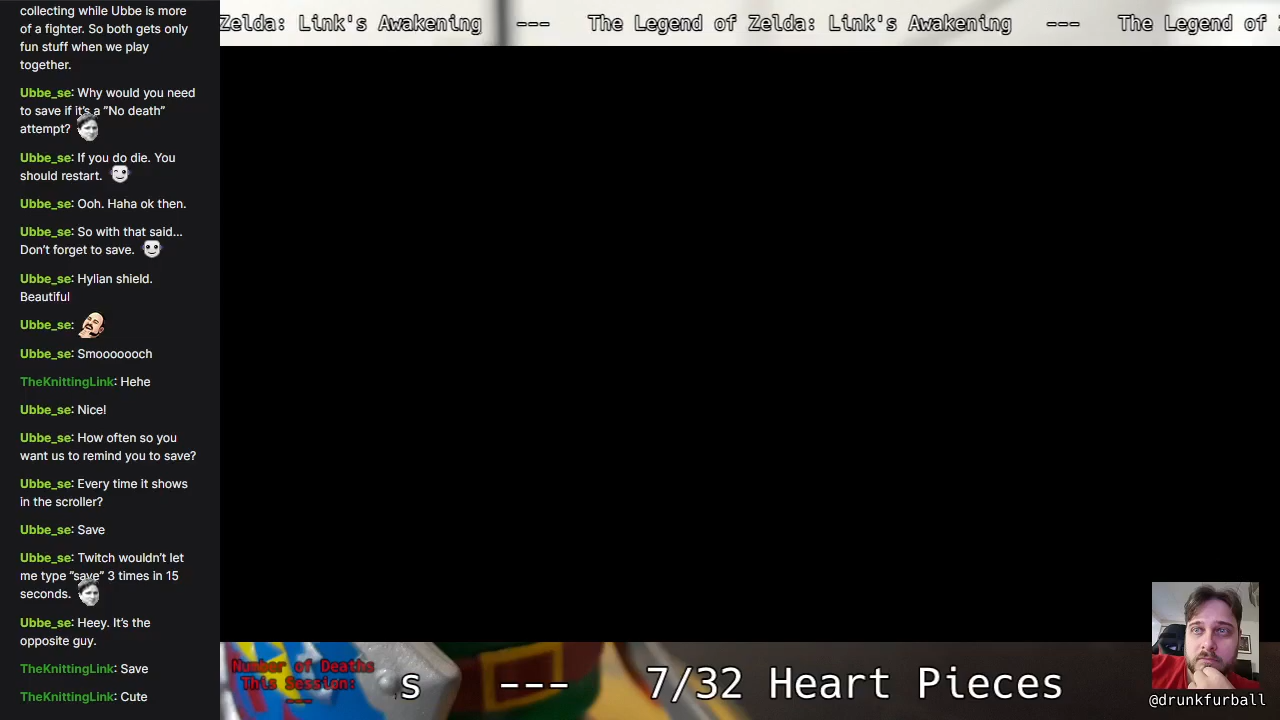 collecting while Ubbe is more
of a fighter. So both gets only
fun stuff when we play
together.
Ubbe_se: Why would you need
to save if it's a ”No death”
attempt?
Ubbe_se: If you do die. You
should restart.
Ubbe_se: Ooh. Haha ok then.
Ubbe_se: So with that said...
Don't forget to save.
Ubbe_se: Hylian shield.
Beautiful
Ubbe_se:
Ubbe_se: Smooooooch
TheKnittingLink: Hehe
Ubbe_se: Nice!
Ubbe_se: How often so you
want us to remind you to save?
Ubbe_se: Every time it shows
in the scroller?
Ubbe_se: Save
Ubbe_se: Twitch wouldn't let
me type ”save” 3 times in 15
seconds.
Ubbe_se: Heey. It's the
opposite guy.
TheKnittingLink: Save
TheKnittingLink: Cute
Zelda: Link's Awakening --- The Legend of Zelda: Link's Awakening --- The Legend of
Number of Deaths
This Session:
---
s --- 7/32 Heart Pieces
@drunkfurball